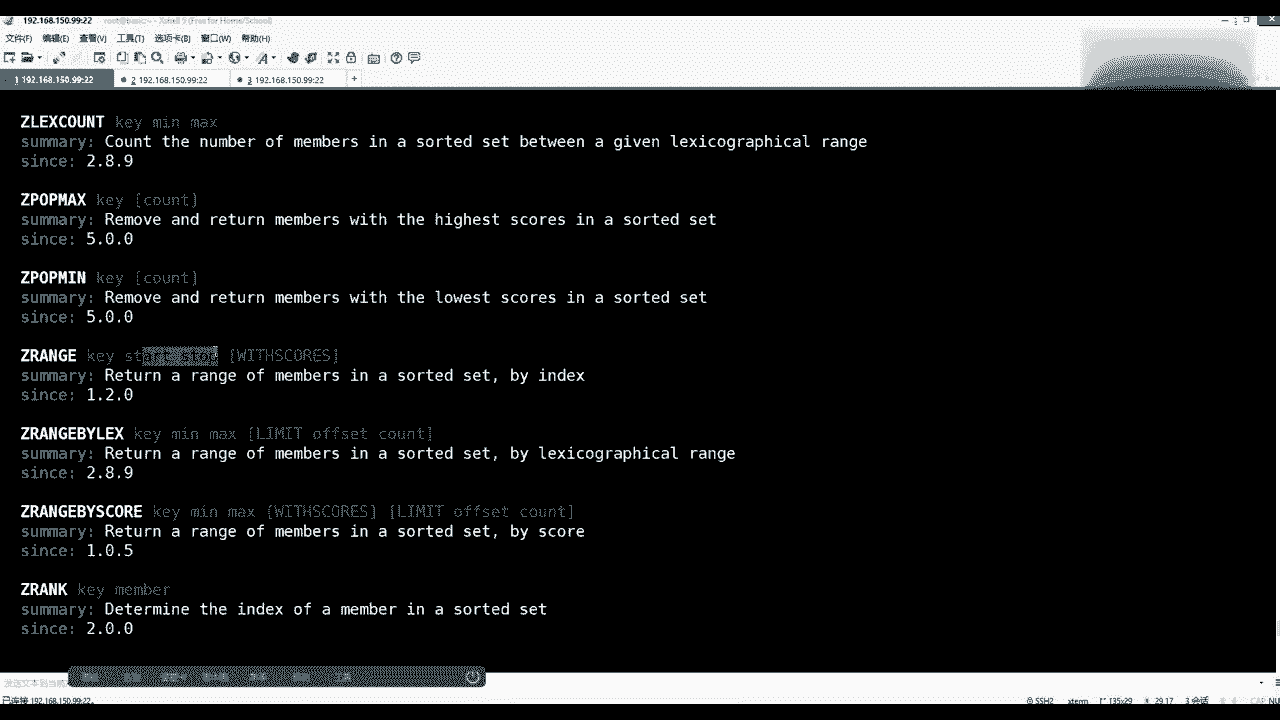 192.168.150.99:22 root@basic:~ - Xshell 5 (Free for Home/School)
文件(F) 编辑(E) 查看(V) 工具(T) 选项卡(B) 窗口(W) 帮助(H)
1 192.168.150.99:22 2 192.168.150.99:22 3 192.168.150.99:22 +
ZLEXCOUNT key min max
summary: Count the number of members in a sorted set between a given lexicographical range
since: 2.8.9
ZPOPMAX key [count]
summary: Remove and return members with the highest scores in a sorted set
since: 5.0.0
ZPOPMIN key [count]
summary: Remove and return members with the lowest scores in a sorted set
since: 5.0.0
ZRANGE key start stop [WITHSCORES]
summary: Return a range of members in a sorted set, by index
since: 1.2.0
ZRANGEBYLEX key min max [LIMIT offset count]
summary: Return a range of members in a sorted set, by lexicographical range
since: 2.8.9
ZRANGEBYSCORE key min max [WITHSCORES] [LIMIT offset count]
summary: Return a range of members in a sorted set, by score
since: 1.0.5
ZRANK key member
summary: Determine the index of a member in a sorted set
since: 2.0.0
已连接 192.168.150.99:22。 SSH2 xterm 135x29 29,17 3 会话 CAP